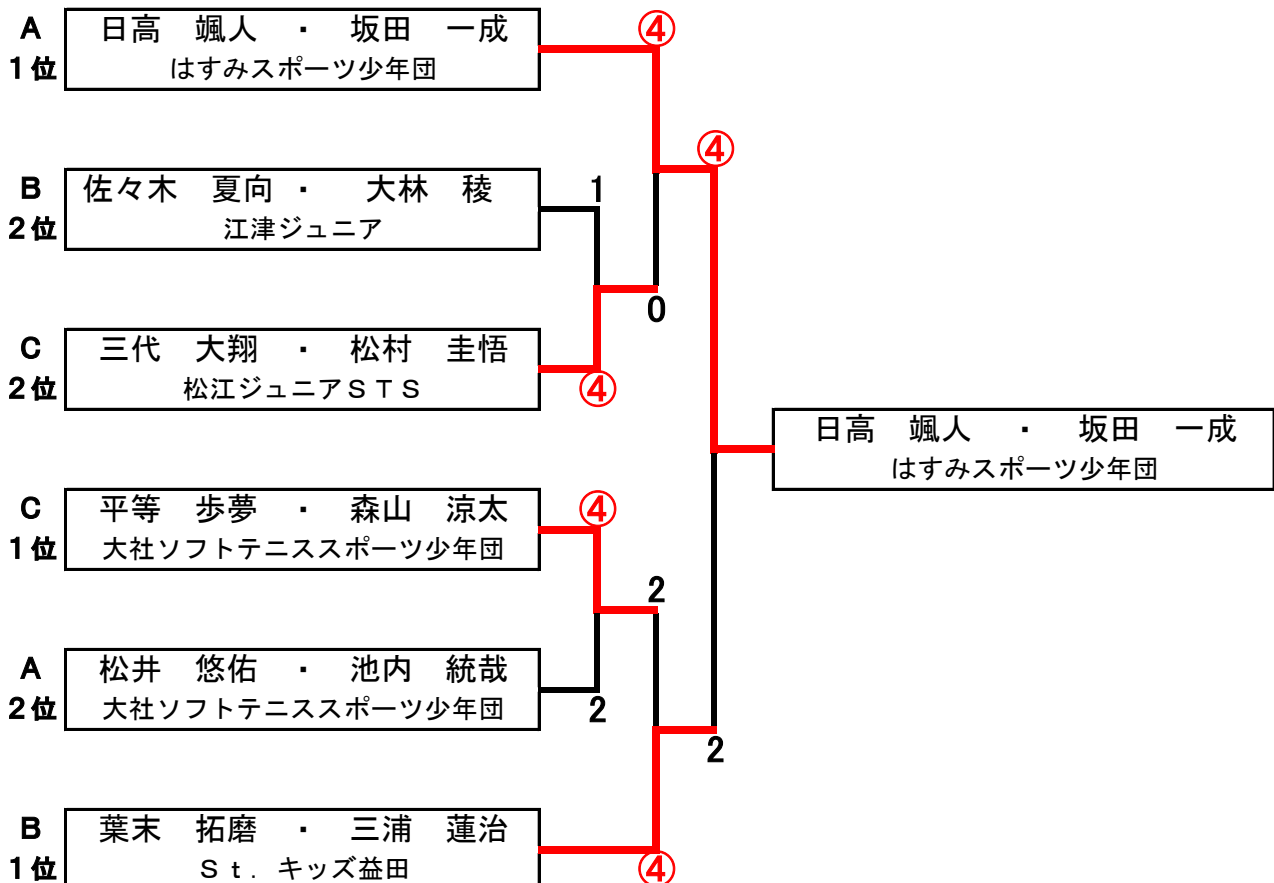 A
1位
日高 颯人 ・ 坂田 一成
はすみスポーツ少年団
④
④
B
2位
佐々木 夏向 ・ 大林 稜
江津ジュニア
1
0
C
2位
三代 大翔 ・ 松村 圭悟
松江ジュニアSTS
④
日高 颯人 ・ 坂田 一成
はすみスポーツ少年団
C
1位
平等 歩夢 ・ 森山 涼太
大社ソフトテニススポーツ少年団
④
2
A
2位
松井 悠佑 ・ 池内 統哉
大社ソフトテニススポーツ少年団
2
2
B
1位
葉末 拓磨 ・ 三浦 蓮治
St．キッズ益田
④